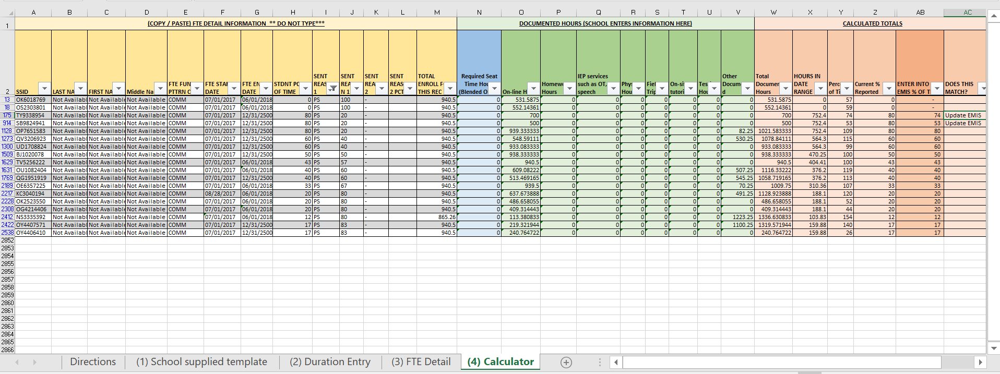 A B C D E F G H I J K L M N O P Q R S T U V W X Y Z AB AC
1 (COPY / PASTE) FTE DETAIL INFORMATION ** DO NOT TYPE*** DOCUMENTED HOURS (SCHOOL ENTERS INFORMATION HERE) CALCULATED TOTALS
SENT SENT SENT SENT TOTAL Required Seat IEP services Other Total HOURS IN
FTE FUN FTE STAR FTE EN STDNT PC REAS REA REA REAS ENROLL F Time Hou Homew such as OT, Phys Fiel On-si Tes Docum Documen DATE Perc Current % ENTER INTO DOES THIS
2 SSID LAST NA FIRST NA Middle Na PTTRN C DATE DATE OF TIME 1 N 1 2 2 PCT THIS REC (Blended O On-line H Hours speech Hou Trip tutori Hou d Hours RANGE of Ti Reported EMIS % OF T MATCH?
13 OK6018769 Not Availabl Not Available Not Available COMM 07/01/2017 06/01/2018 0 PS 100 - 940.5 0 531.5875 0 0 0 0 0 0 0 531.5875 0 57 0 -
18 OS2303801 Not Availabl Not Available Not Available COMM 07/01/2017 06/01/2018 0 PS 100 - 940.5 0 552.14361 0 0 0 0 0 0 0 552.14361 0 59 0 -
175 TY9338954 Not Availabl Not Available Not Available COMM 07/01/2017 12/31/2500 80 PS 20 - 940.5 0 700 0 0 0 0 0 0 0 700 752.4 74 80 74 Update EMIS
914 SB9824941 Not Availabl Not Available Not Available COMM 07/01/2017 12/31/2500 80 PS 20 - 940.5 0 500 0 0 0 0 0 0 0 500 752.4 53 80 53 Update EMIS
1128 OP7651583 Not Availabl Not Available Not Available COMM 07/01/2017 12/31/2500 80 PS 20 - 940.5 0 939.333333 0 0 0 0 0 0 82.25 1021.583333 752.4 109 80 80
1273 QV3206923 Not Availabl Not Available Not Available COMM 07/01/2017 12/31/2500 60 PS 40 - 940.5 0 548.59111 0 0 0 0 0 0 530.25 1078.84111 564.3 115 60 60
1300 UD1708824 Not Availabl Not Available Not Available COMM 07/01/2017 12/31/2500 60 PS 40 - 940.5 0 933.083333 0 0 0 0 0 0 0 933.083333 564.3 99 60 60
1509 BJ1020078 Not Availabl Not Available Not Available COMM 07/01/2017 12/31/2500 50 PS 50 - 940.5 0 938.333333 0 0 0 0 0 0 0 938.333333 470.25 100 50 50
1629 TV5256222 Not Availabl Not Available Not Available COMM 07/01/2017 06/01/2018 43 PS 57 - 940.5 0 940.5 0 0 0 0 0 0 0 940.5 404.41 100 43 43
1631 OU1082404 Not Availabl Not Available Not Available COMM 07/01/2017 06/01/2018 40 PS 60 - 940.5 0 609.08222 0 0 0 0 0 0 507.25 1116.33222 376.2 119 40 40
1769 QG1951919 Not Availabl Not Available Not Available COMM 07/01/2017 12/31/2500 40 PS 60 - 940.5 0 513.469165 0 0 0 0 0 0 545.25 1058.719165 376.2 113 40 40
2189 OE6357225 Not Availabl Not Available Not Available COMM 07/01/2017 06/01/2018 33 PS 67 - 940.5 0 939.5 0 0 0 0 0 0 70.25 1009.75 310.36 107 33 33
2217 KC3040194 Not Availabl Not Available Not Available COMM 08/28/2017 06/01/2018 20 PS 80 - 940.5 0 637.673888 0 0 0 0 0 0 491.25 1128.923888 188.1 120 20 20
2228 OK2523550 Not Availabl Not Available Not Available COMM 07/01/2017 06/01/2018 20 PS 80 - 940.5 0 486.658055 0 0 0 0 0 0 0 486.658055 188.1 52 20 20
2308 OG4214406 Not Availabl Not Available Not Available COMM 07/01/2017 06/01/2018 20 PS 80 - 940.5 0 409.314443 0 0 0 0 0 0 0 409.314443 188.1 44 20 20
2412 NS3335392 Not Availabl Not Available Not Available COMM 07/01/2017 06/01/2018 12 PS 80 - 865.26 0 113.380833 0 0 0 0 0 0 1223.25 1336.630833 103.83 154 12 12
2422 OY4407571 Not Availabl Not Available Not Available COMM 07/01/2017 12/31/2500 17 PS 83 - 940.5 0 219.321944 0 0 0 0 0 0 1100.25 1319.571944 159.88 140 17 17
2538 OY4406410 Not Availabl Not Available Not Available COMM 07/01/2017 12/31/2500 17 PS 83 - 940.5 0 240.764722 0 0 0 0 0 0 0 240.764722 159.88 26 17 17
2852
2853
2854
2855
2856
2857
2858
2859
2860
2861
2862
2863
2864
2865
2866
Directions (1) School supplied template (2) Duration Entry (3) FTE Detail (4) Calculator